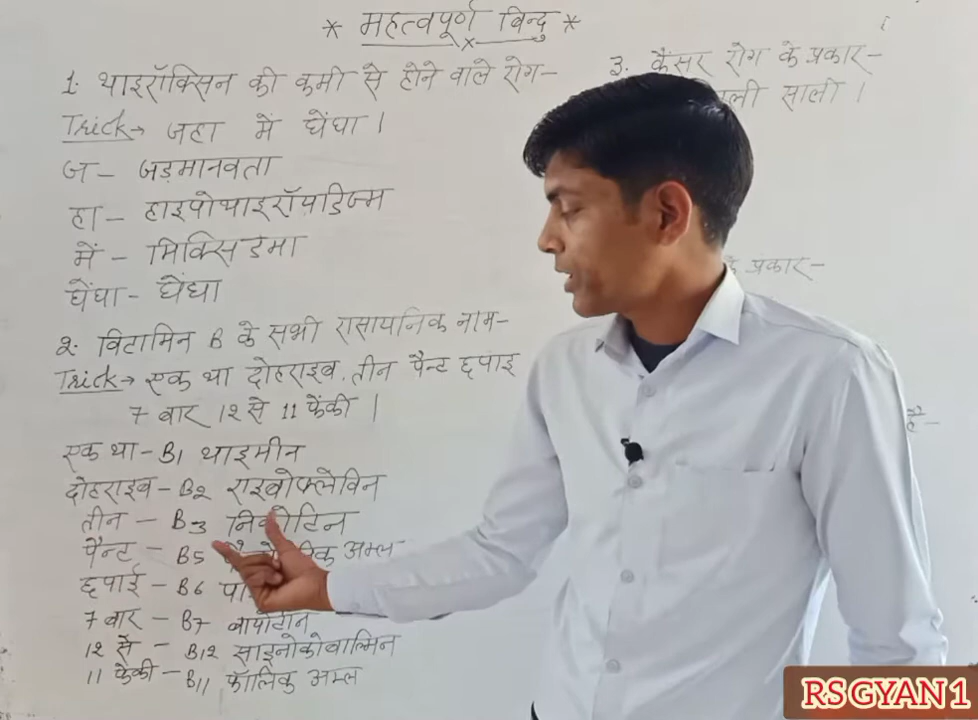 * महत्वपूर्ण बिन्दु *
1. थाइरॉक्सिन की कमी से होने वाले रोग-
Trick→ जहा में घेंघा।
ज – जड़मानवता
हा – हाइपोथाइरॉयडिज्म
में – मिक्सिडमा
घेंघा - घेंघा
2. विटामिन B के सभी रासायनिक नाम-
Trick→ एक था दोहराइब, तीन पैन्ट छपाई
7 बार 12 से 11 फेंकी।
एक था - B1 थाइमीन
दोहराइब - B2 राइबोफ्लेविन
तीन – B3
पैन्ट – B5 अम्ल
छपाई - B6
7 बार - B7 बायोटीन
12 से - B12 साइनोकोबाल्मिन
11 फेंकी - B11 फॉलिक अम्ल
3. कैंसर रोग के प्रकार-
साली।
प्रकार-
है-
RS GYAN 1